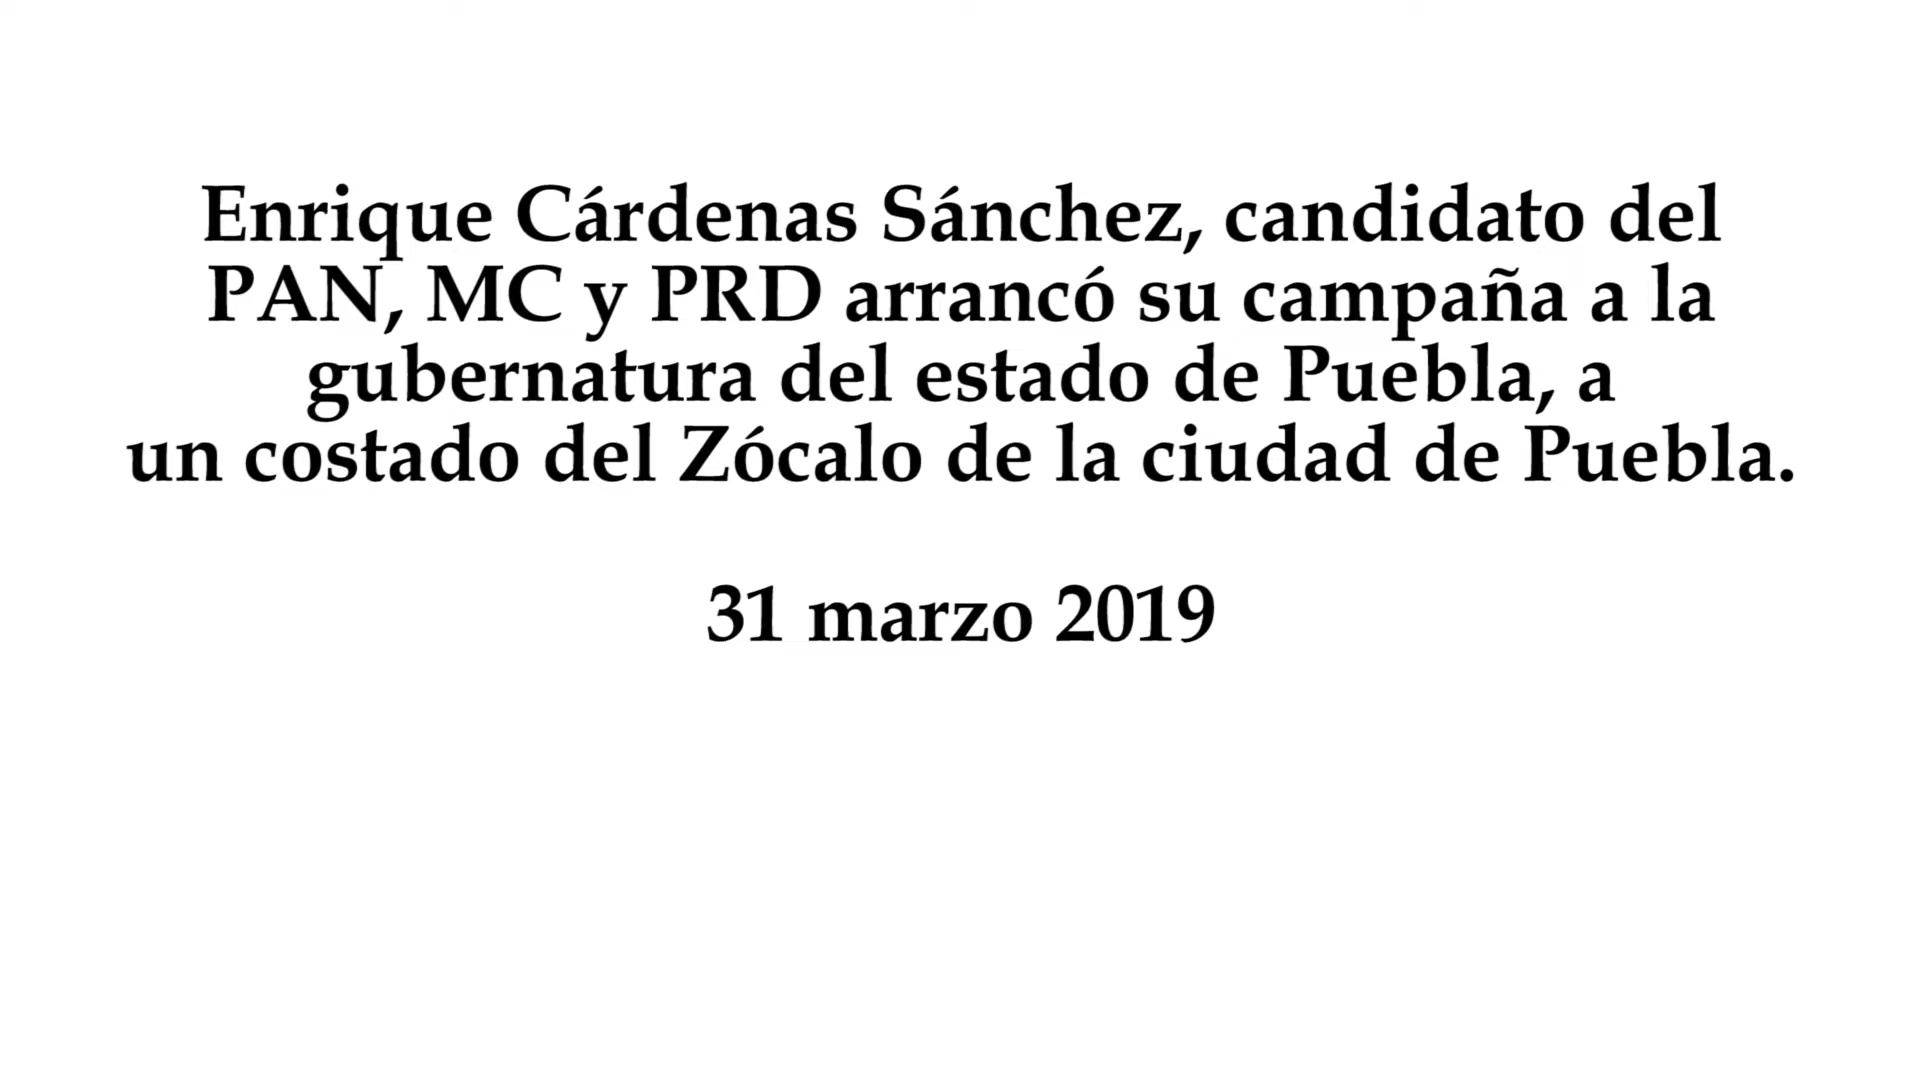 Enrique Cárdenas Sánchez, candidato del
PAN, MC y PRD arrancó su campaña a la
gubernatura del estado de Puebla, a
un costado del Zócalo de la ciudad de Puebla.
31 marzo 2019